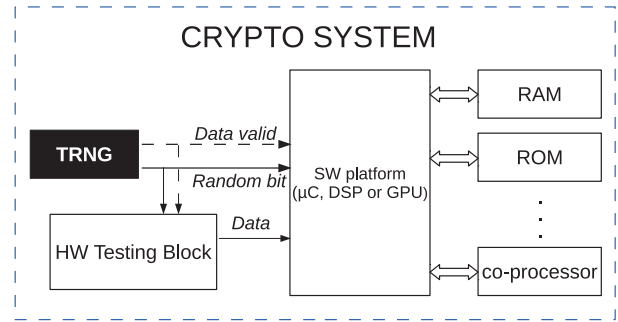 CRYPTO SYSTEM
TRNG
Data valid
Random bit
HW Testing Block
Data
SW platform
(µC, DSP or GPU)
RAM
ROM
co-processor